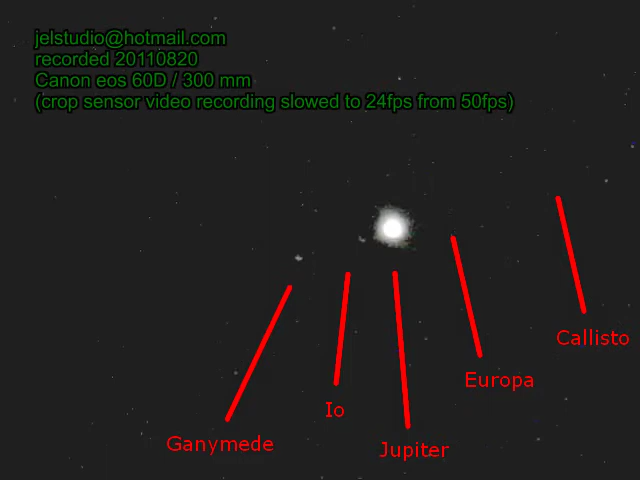 jelstudio@hotmail.com
recorded 20110820
Canon eos 60D / 300 mm
(crop sensor video recording slowed to 24fps from 50fps)
Callisto
Europa
Io
Ganymede
Jupiter